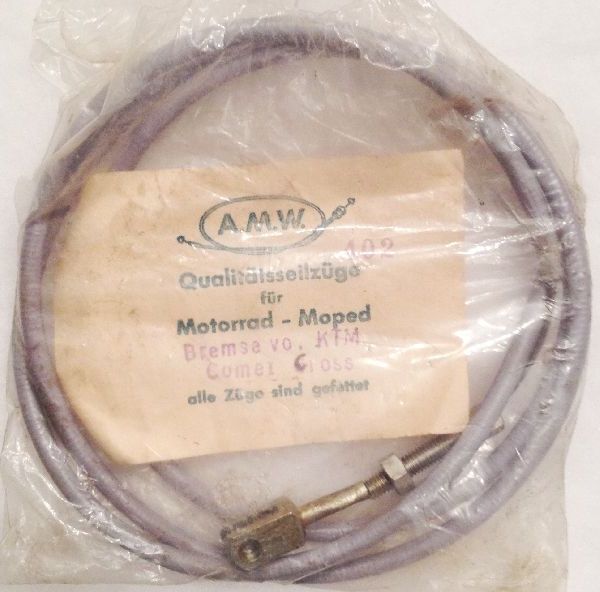 A.M.W.
102
Qualitätsseilzüge
für
Motorrad - Moped
Bremse vo. KTM,
Comet Cross
alle Züge sind gefettet